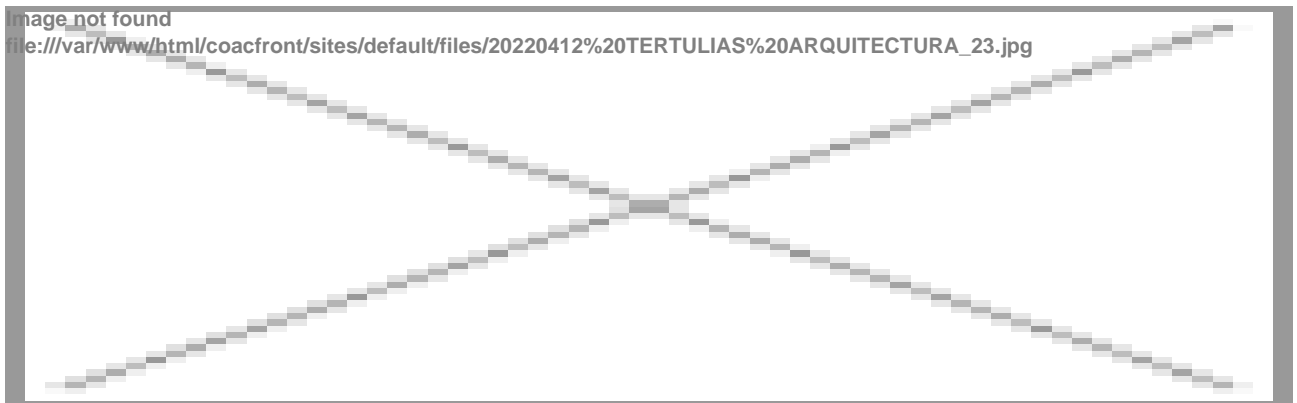 Image not found
file:///var/www/html/coacfront/sites/default/files/20220412%20TERTULIAS%20ARQUITECTURA_23.jpg